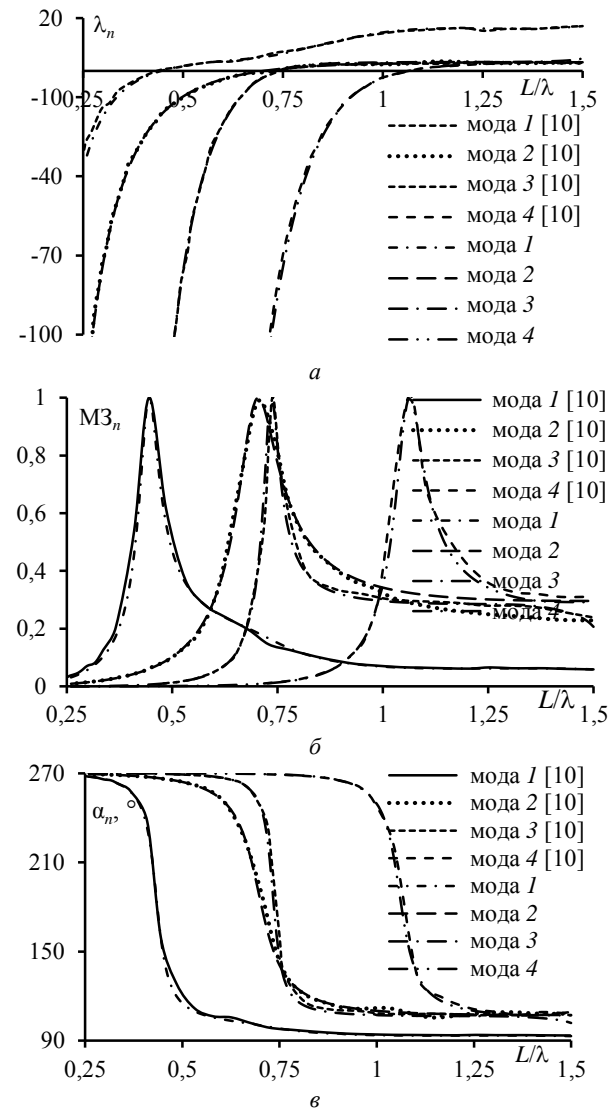 20
λn
-100
-40
-70
-100
0,25
0,5
0,75
1
1,25
1,5
L/λ
мода 1 [10]
мода 2 [10]
мода 3 [10]
мода 4 [10]
мода 1
мода 2
мода 3
мода 4
а
1
МЗn
0,8
0,6
0,4
0,2
0
0,25
0,5
0,75
1
1,25
1,5
L/λ
мода 1 [10]
мода 2 [10]
мода 3 [10]
мода 4 [10]
мода 1
мода 2
мода 3
мода 4
б
270
αn, °
210
150
90
0,25
0,5
0,75
1
1,25
1,5
L/λ
мода 1 [10]
мода 2 [10]
мода 3 [10]
мода 4 [10]
мода 1
мода 2
мода 3
мода 4
в